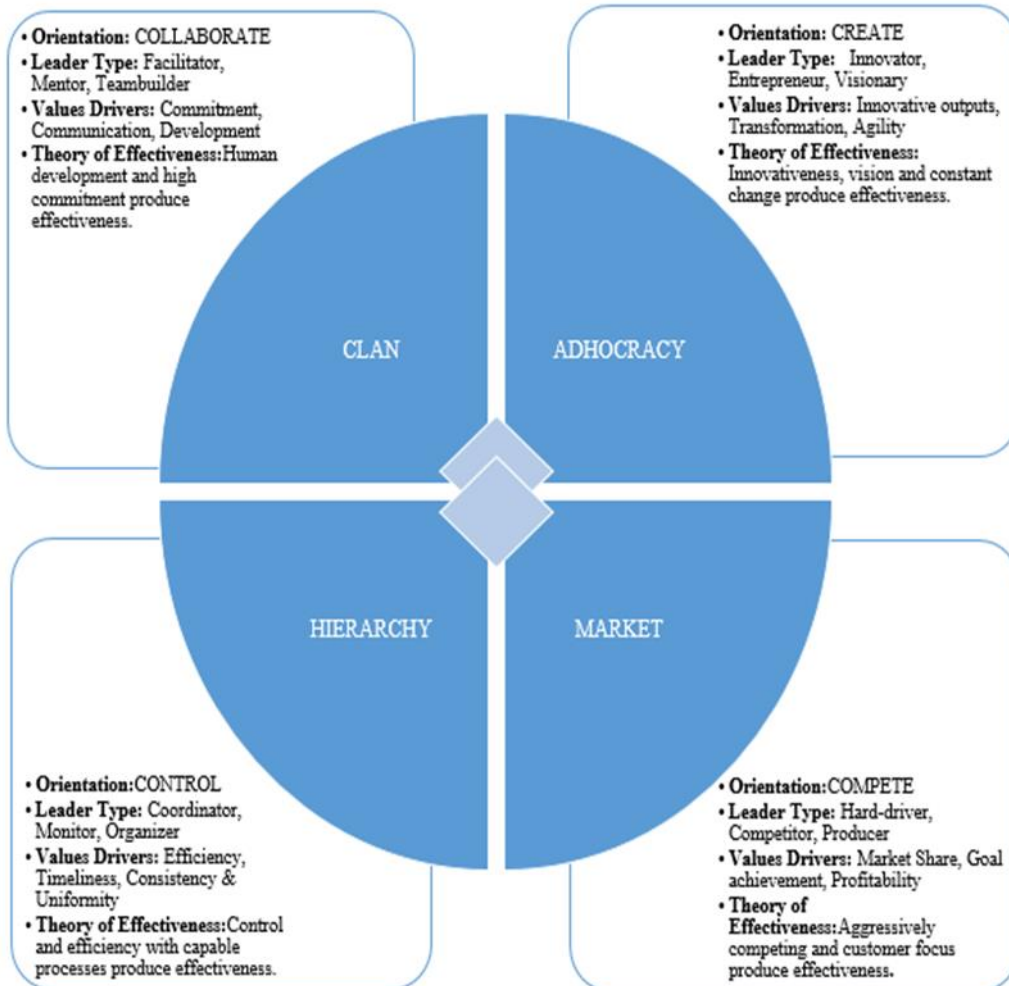 • Orientation: COLLABORATE
• Leader Type: Facilitator,
Mentor, Teambuilder
• Values Drivers: Commitment,
Communication, Development
• Theory of Effectiveness:Human
development and high
commitment produce
effectiveness.
• Orientation: CREATE
• Leader Type: Innovator,
Entrepreneur, Visionary
• Values Drivers: Innovative outputs,
Transformation, Agility
• Theory of Effectiveness:
Innovativeness, vision and constant
change produce effectiveness.
CLAN
ADHOCRACY
HIERARCHY
MARKET
• Orientation:CONTROL
• Leader Type: Coordinator,
Monitor, Organizer
• Values Drivers: Efficiency,
Timeliness, Consistency &
Uniformity
• Theory of Effectiveness:Control
and efficiency with capable
processes produce effectiveness.
• Orientation:COMPETE
• Leader Type: Hard-driver,
Competitor, Producer
• Values Drivers: Market Share, Goal
achievement, Profitability
• Theory of
Effectiveness:Aggressively
competing and customer focus
produce effectiveness.